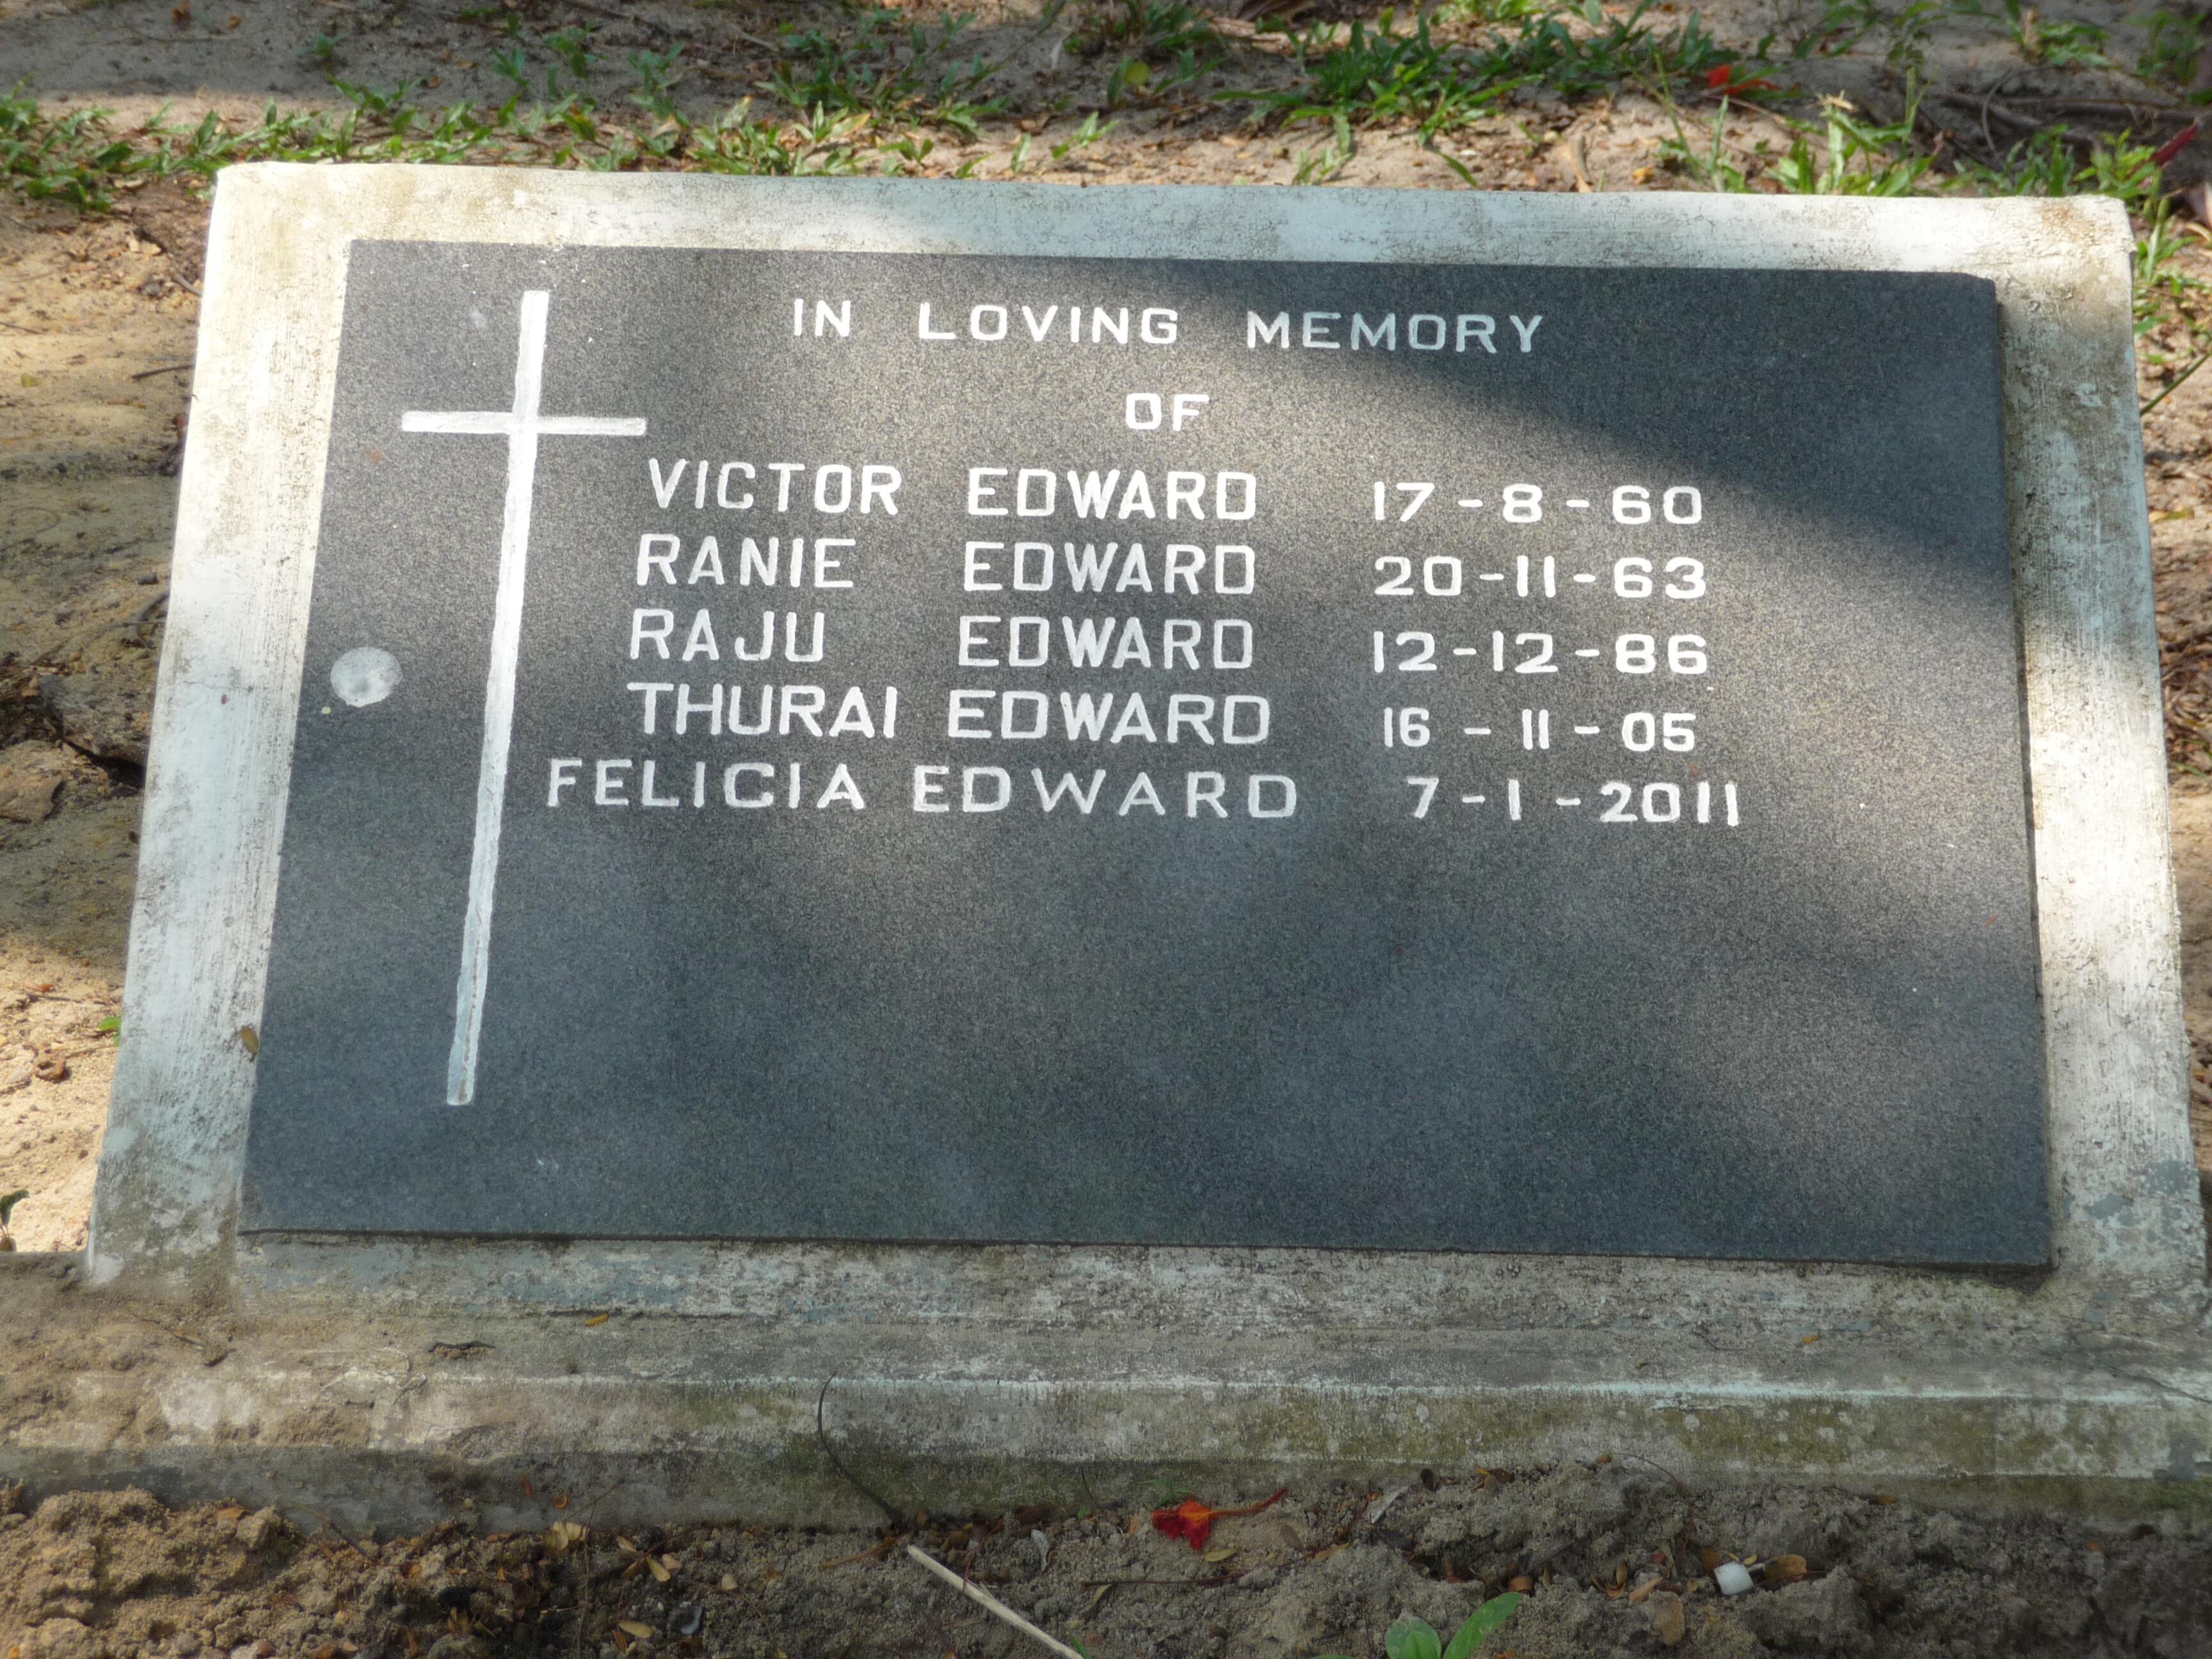 IN LOVING MEMORY
OF
VICTOR EDWARD 17-8-60
RANIE EDWARD 20-11-63
RAJU EDWARD 12-12-86
THURAI EDWARD 16-11-05
FELICIA EDWARD 7-1-2011